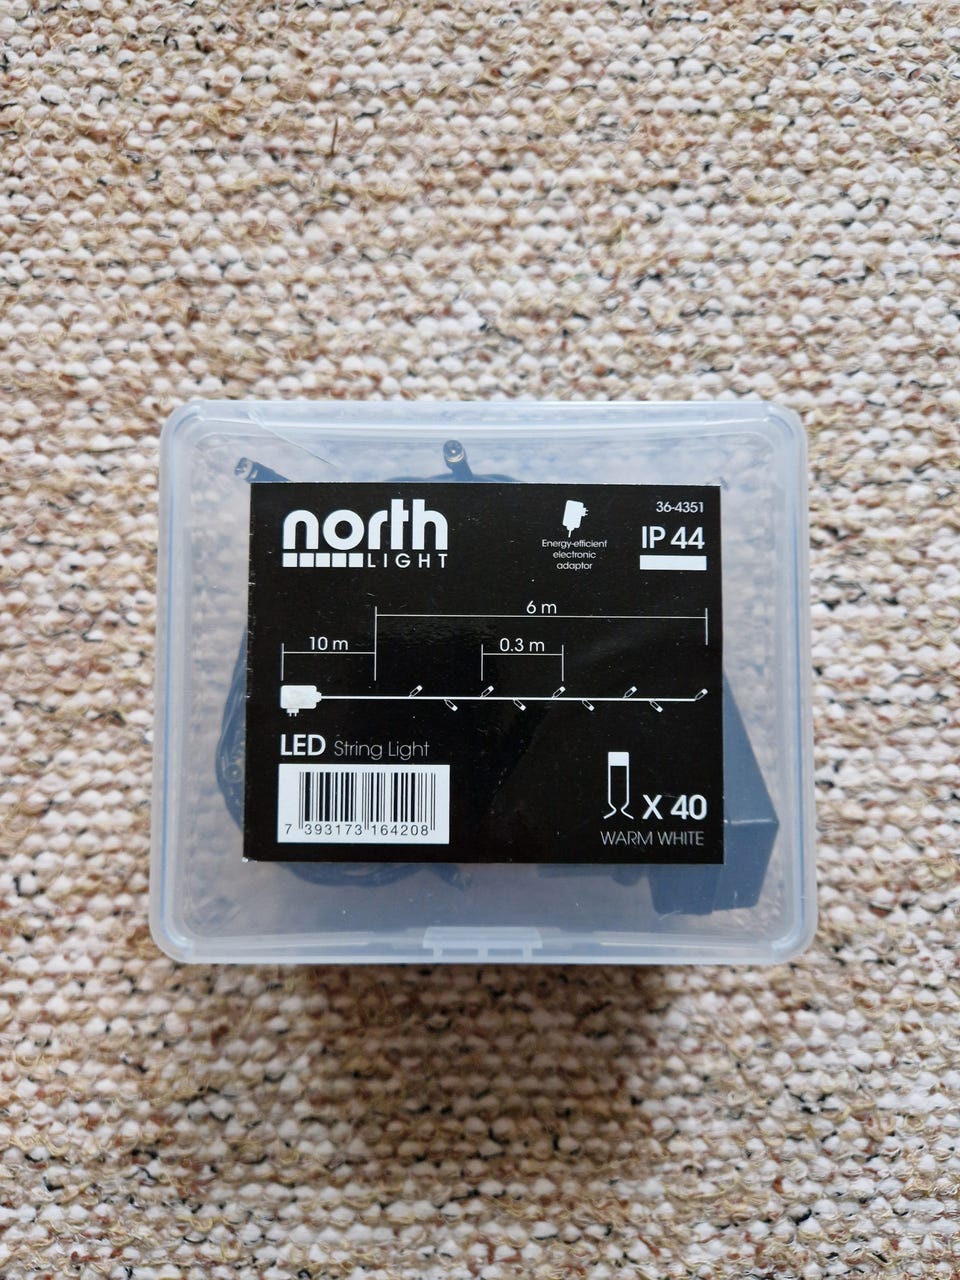 north
LIGHT
Energy-efficient
electronic
adaptor
36-4351
IP 44
6 m
10 m
0.3 m
LED String Light
7 393173 164208
X 40
WARM WHITE